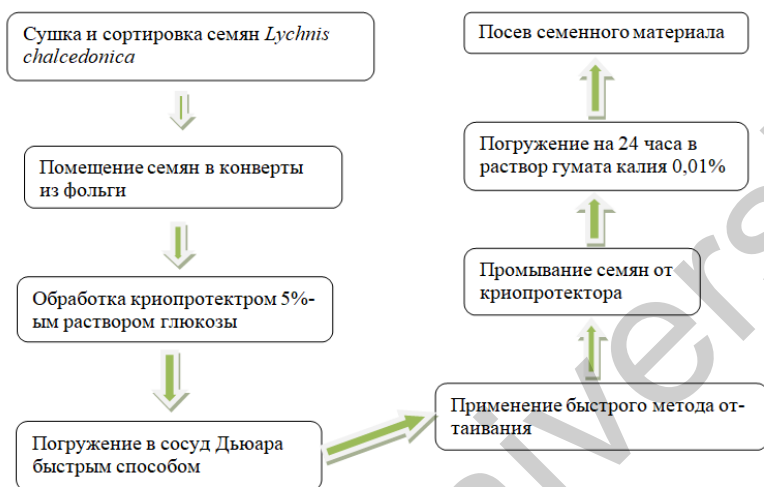 Сушка и сортировка семян Lychnis
chalcedonica
Помещение семян в конверты
из фольги
Обработка криопротектром 5%-
ым раствором глюкозы
Погружение в сосуд Дьюара
быстрым способом
Применение быстрого метода от-
таивания
Промывание семян от
криопротектора
Погружение на 24 часа в
раствор гумата калия 0,01%
Посев семенного материала